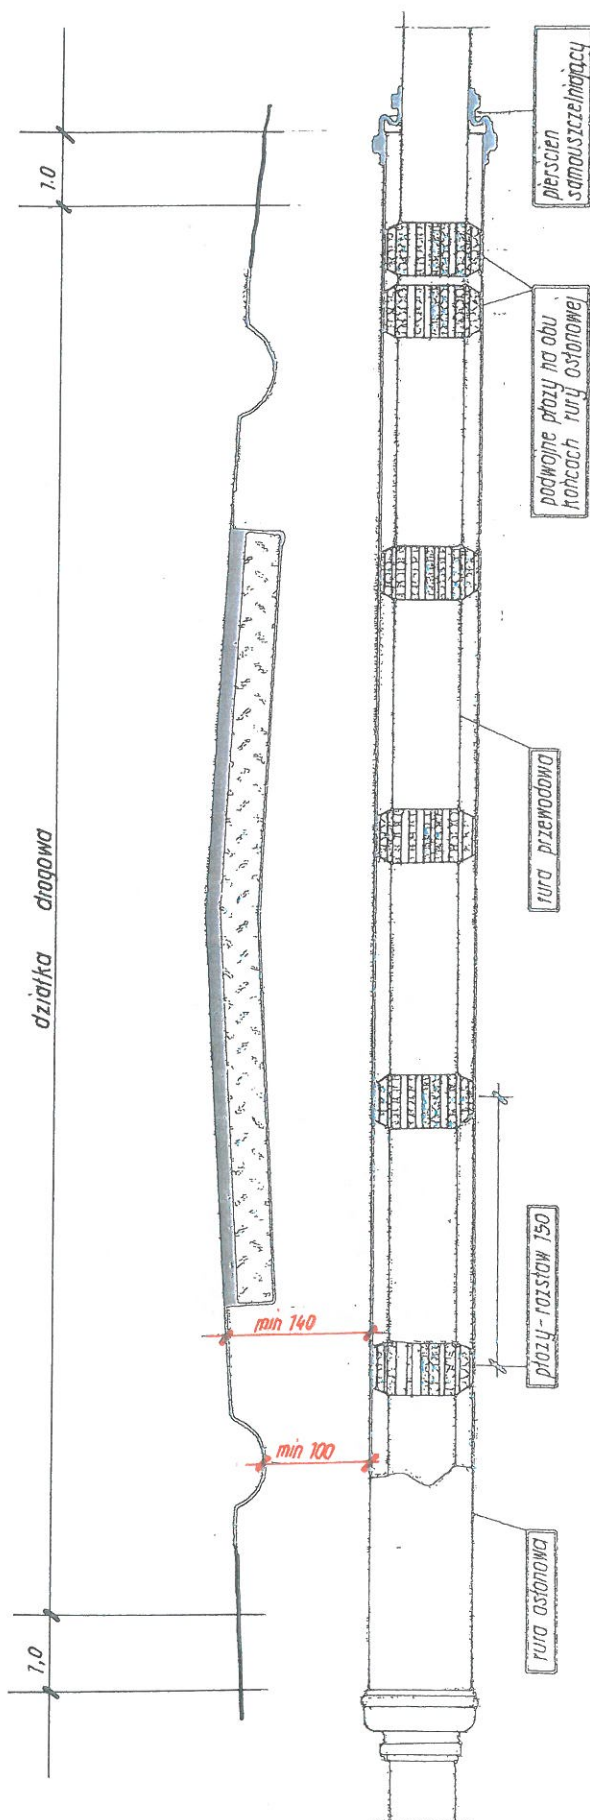 1,0
działka drogowa
1.0
min 100
min 140
rura osłonowa
płozy-rozstaw 150
rura przewodowa
podwójne płozy na obu
końcach rury osłonowej
pierścień
samouszczelniający